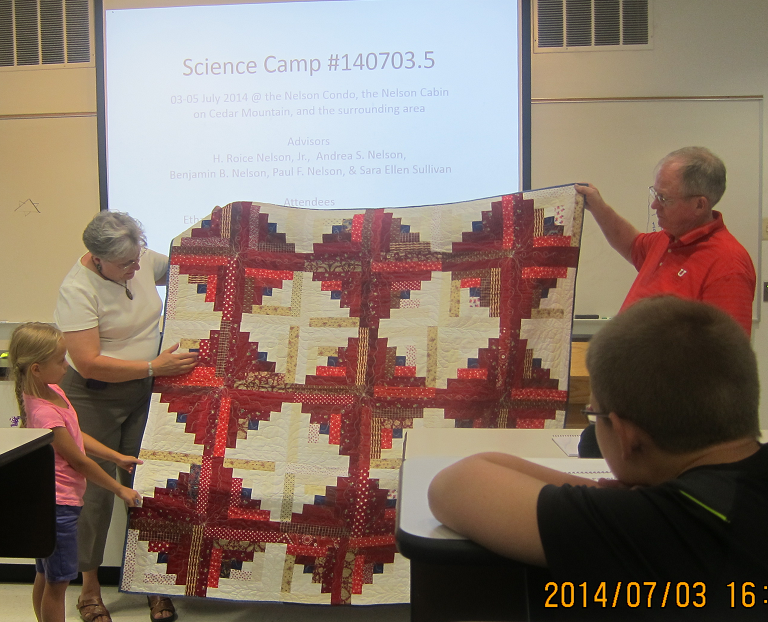 Science Camp #140703.5
03-05 July 2014 @ the Nelson Condo, the Nelson Cabin
on Cedar Mountain, and the surrounding area
Advisors
H. Roice Nelson, Jr., Andrea S. Nelson,
Benjamin B. Nelson, Paul F. Nelson, & Sara Ellen Sullivan
Attendees
U
2014/07/03 16: